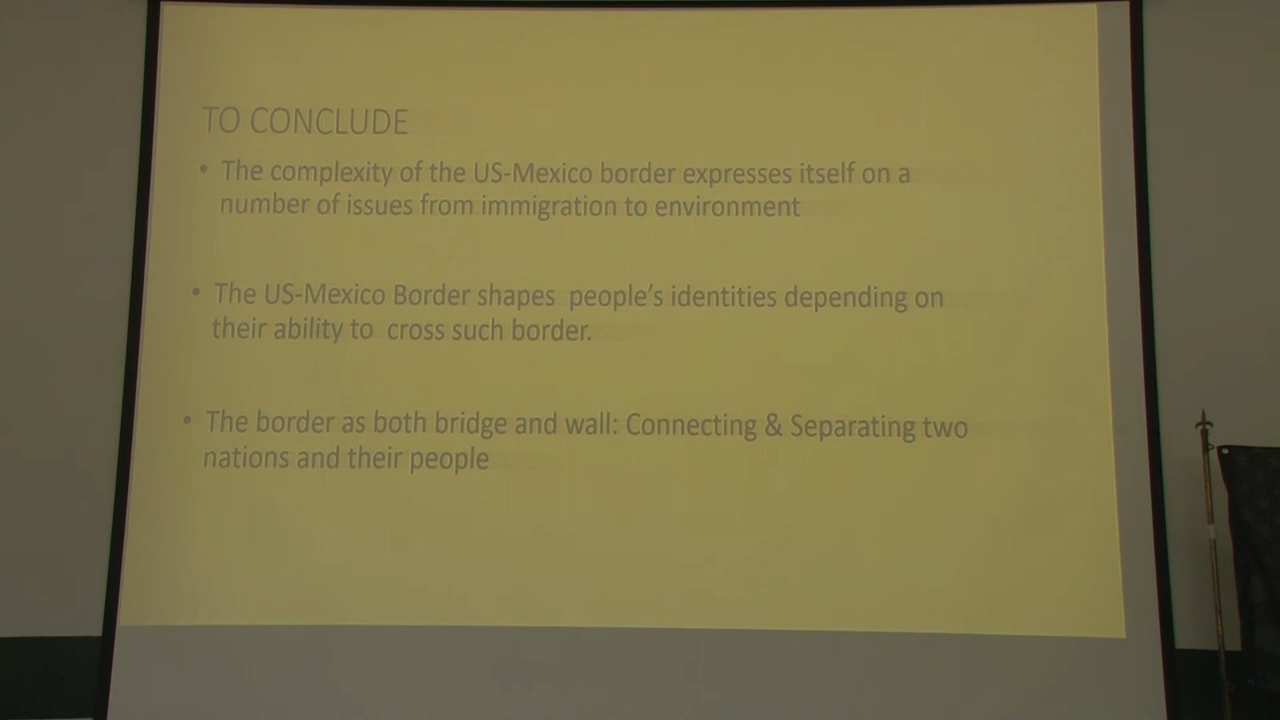 TO CONCLUDE
• The complexity of the US-Mexico border expresses itself on a
number of issues from immigration to environment
• The US-Mexico Border shapes  people's identities depending on
their ability to  cross such border.
• The border as both bridge and wall: Connecting & Separating two
nations and their people